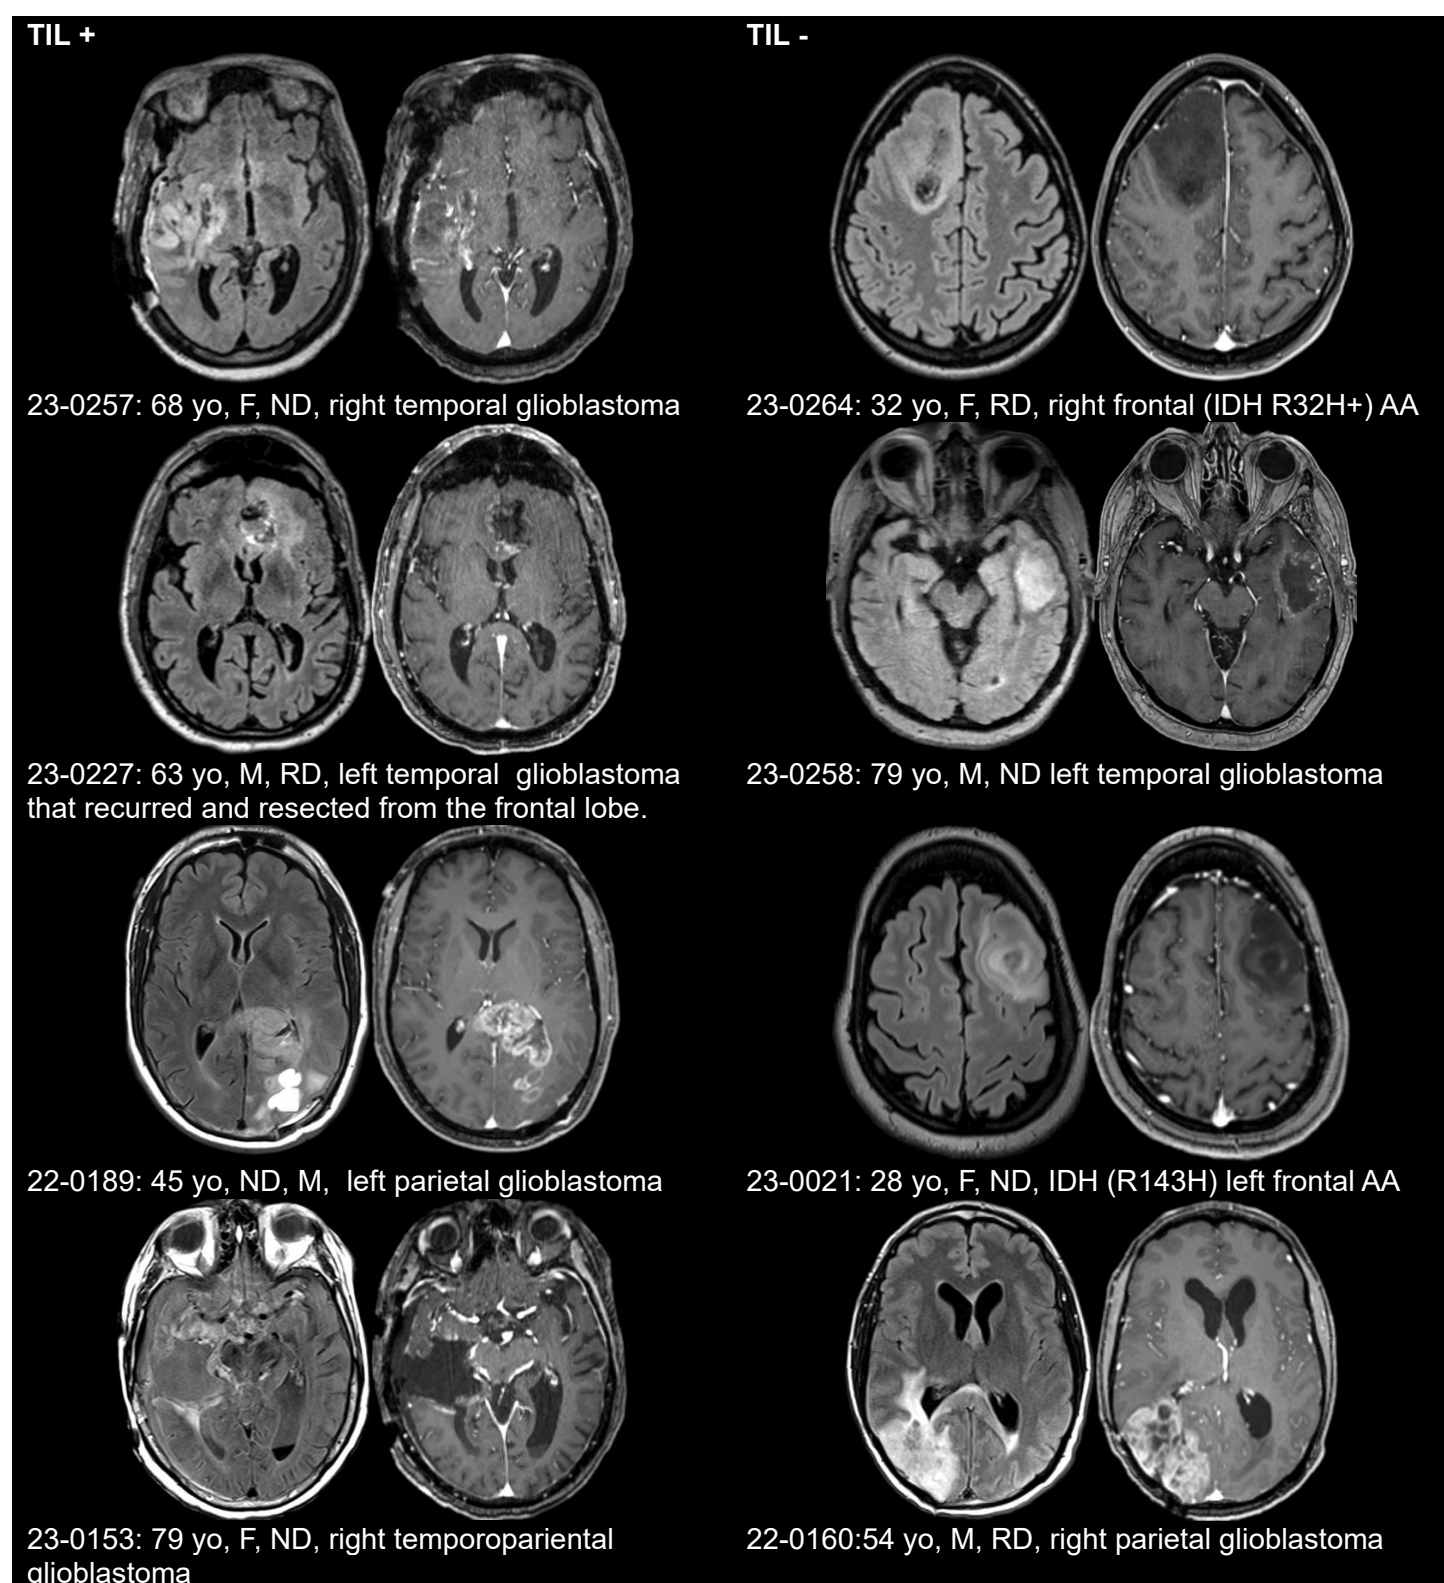 TIL +
TIL -
23-0257: 68 yo, F, ND, right temporal glioblastoma
23-0264: 32 yo, F, RD, right frontal (IDH R32H+) AA
23-0227: 63 yo, M, RD, left temporal  glioblastoma
that recurred and resected from the frontal lobe.
23-0258: 79 yo, M, ND left temporal glioblastoma
22-0189: 45 yo, ND, M,  left parietal glioblastoma
23-0021: 28 yo, F, ND, IDH (R143H) left frontal AA
23-0153: 79 yo, F, ND, right temporopariental
glioblastoma
22-0160:54 yo, M, RD, right parietal glioblastoma